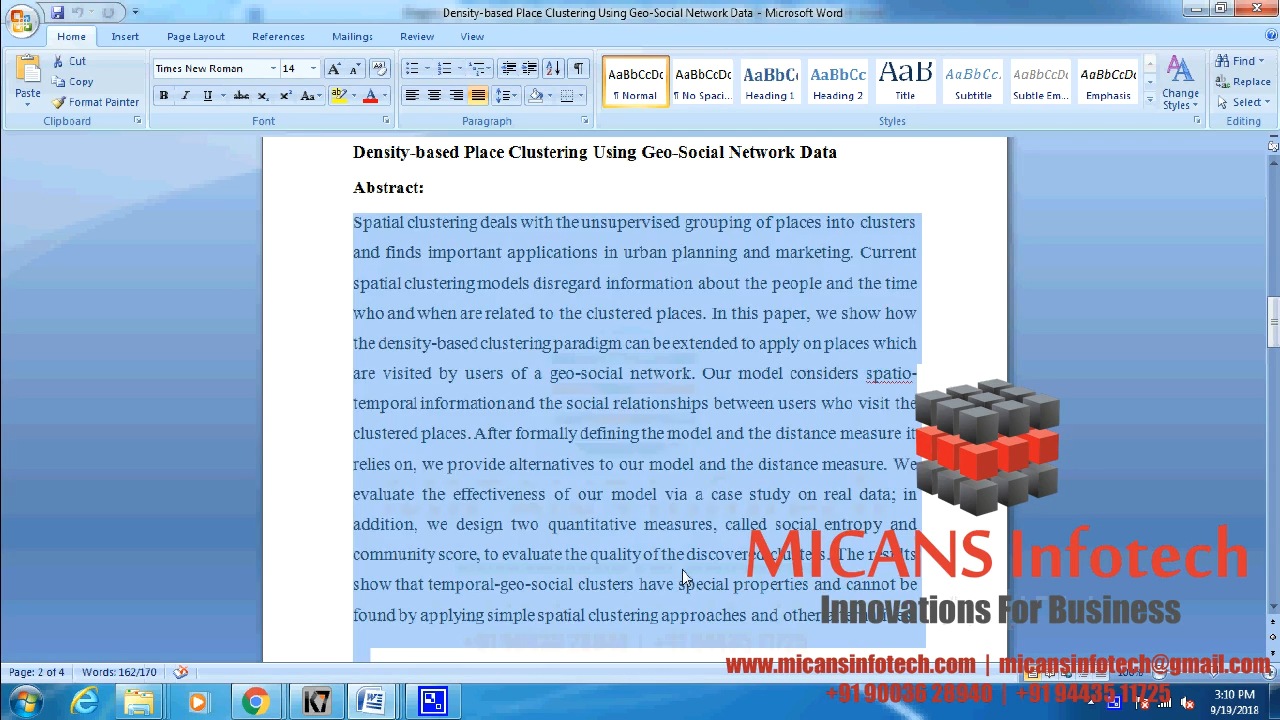 Density-based Place Clustering Using Geo-Social Network Data - Microsoft Word
Home Insert Page Layout References Mailings Review View
Paste
Cut
Copy
Format Painter
Clipboard
Times New Roman 14
Font
Paragraph
AaBbCcDc AaBbCcDc AaBbCc AaBbCc AaB AaBbCc. AaBbCcDc AaBbCcDc
¶ Normal ¶ No Spaci... Heading 1 Heading 2 Title Subtitle Subtle Em... Emphasis
Styles
Change Styles
Find
Replace
Select
Editing
Density-based Place Clustering Using Geo-Social Network Data
Abstract:
Spatial clustering deals with the unsupervised grouping of places into clusters
and finds important applications in urban planning and marketing. Current
spatial clustering models disregard information about the people and the time
who and when are related to the clustered places. In this paper, we show how
the density-based clustering paradigm can be extended to apply on places which
are visited by users of a geo-social network. Our model considers spatio-
temporal information and the social relationships between users who visit the
clustered places. After formally defining the model and the distance measure it
relies on, we provide alternatives to our model and the distance measure. We
evaluate the effectiveness of our model via a case study on real data; in
addition, we design two quantitative measures, called social entropy and
community score, to evaluate the quality of the discovered clusters. The results
show that temporal-geo-social clusters have special properties and cannot be
found by applying simple spatial clustering approaches and other
MICANS Infotech
Innovations For Business
www.micansinfotech.com | micansinfotech@gmail.com
+91 90036 28940 | +91 94435 11725
Page: 2 of 4 Words: 162/170 100%
3:10 PM
9/19/2018